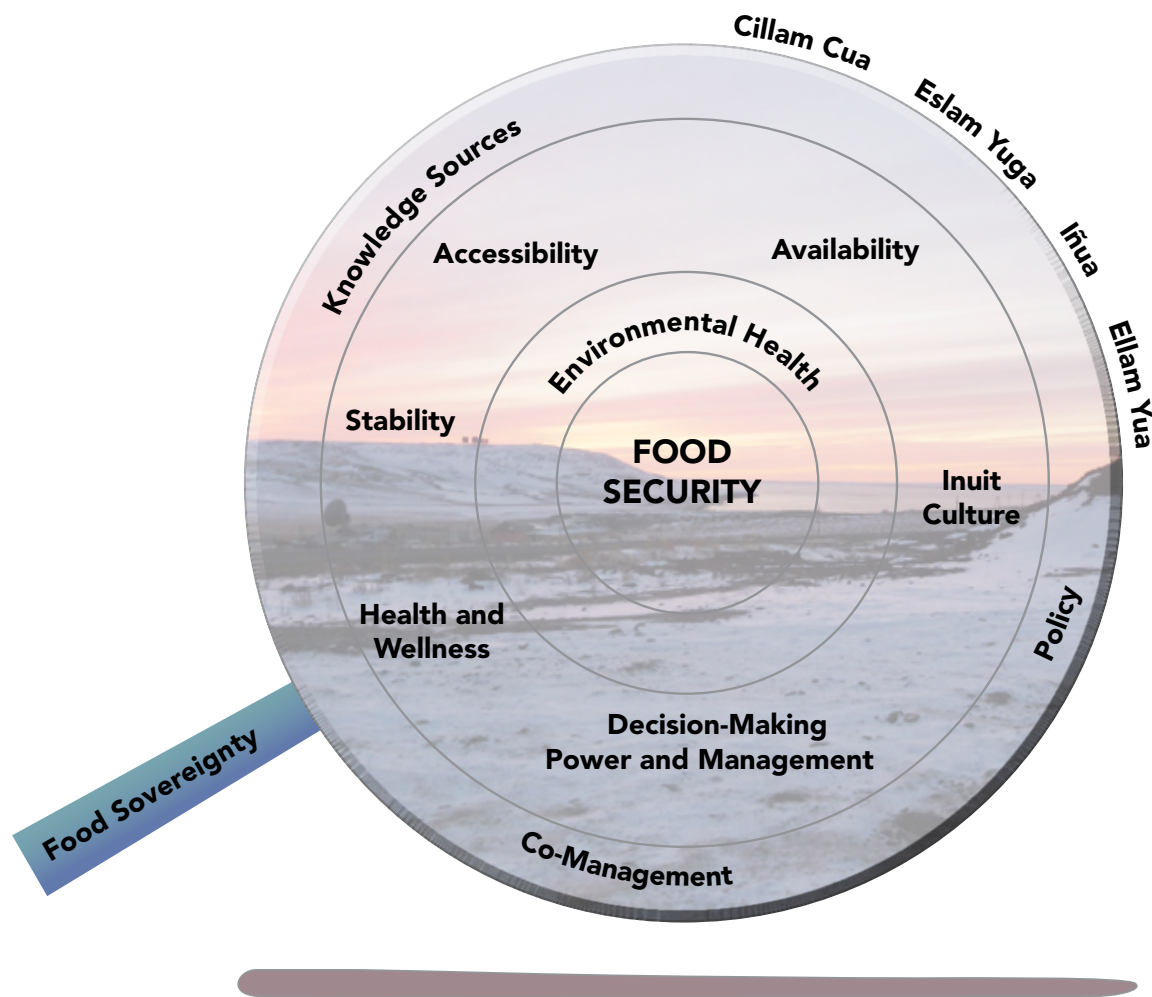 Cillam Cua
Eslam Yuga
Iñua
Ellam Yua
Knowledge Sources
Accessibility
Availability
Environmental Health
Stability
FOOD
SECURITY
Inuit
Culture
Health and
Wellness
Policy
Decision-Making
Power and Management
Food Sovereignty
Co-Management